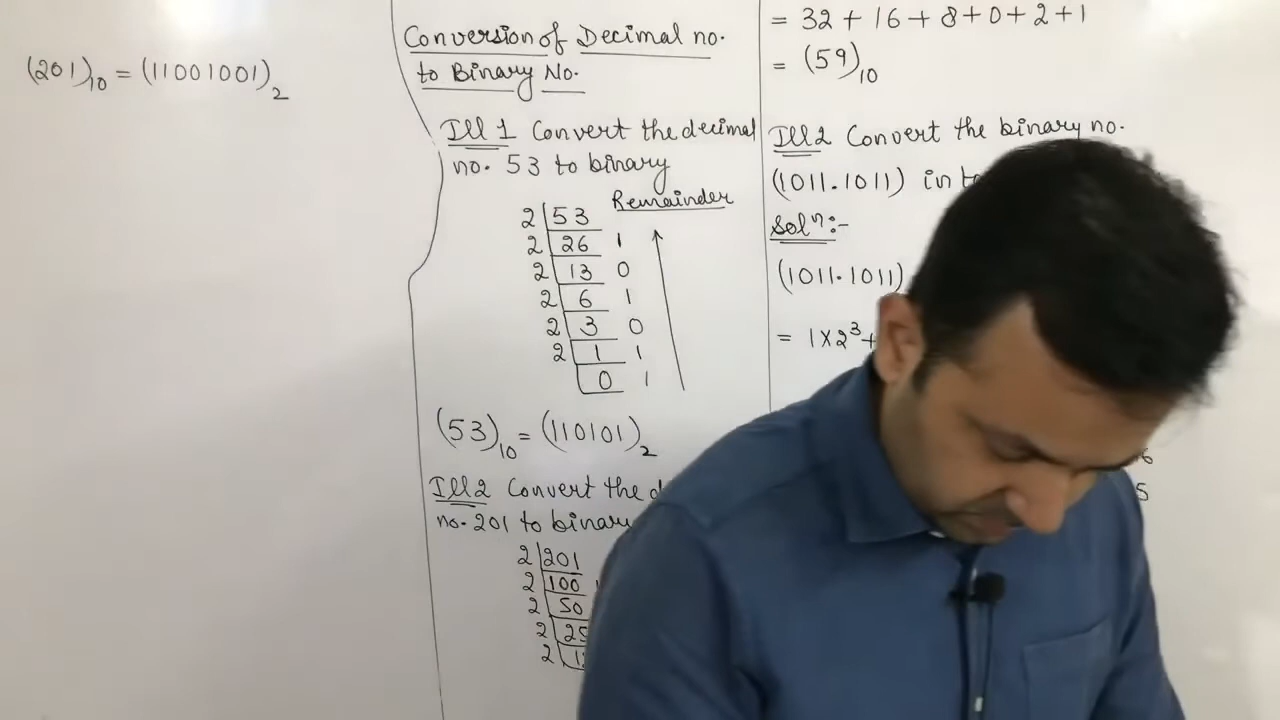 (201)10 = (11001001)2
Conversion of Decimal no.
to Binary No.
Ill 1 Convert the decimal
no. 53 to binary
Remainder
2 53
2 26 1
2 13 0
2 6 1
2 3 0
2 1 1
0 1
(53)10 = (110101)2
Ill 2 Convert the
no. 201 to binary
2 201
2 100
2 50
2 25
2
= 32 + 16 + 8 + 0 + 2 + 1
= (59)10
Ill 2 Convert the binary no.
(1011.1011) in
Solⁿ:-
(1011.1011)
= 1 X 2³ +
6
5